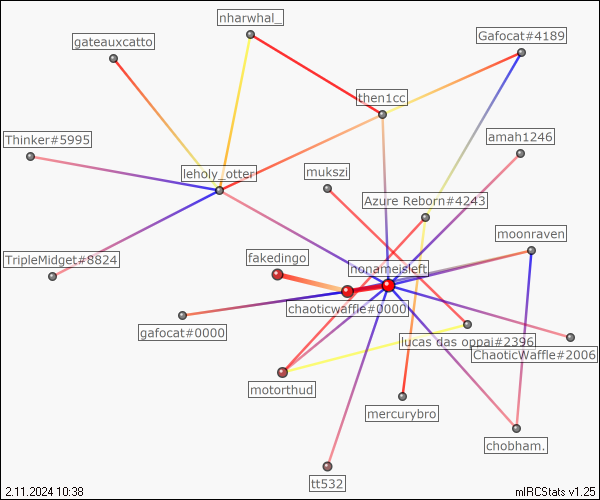 nharwhal_
gateauxcatto
Gafocat#4189
then1cc
Thinker#5995
amah1246
leholy_otter
mukszi
Azure Reborn#4243
moonraven
TripleMidget#8824
fakedingo
nonameisleft
chaoticwaffle#0000
gafocat#0000
lucas das oppai#2396
ChaoticWaffle#2006
motorthud
mercurybro
chobham.
tt532
2.11.2024 10:38
mIRCStats v1.25